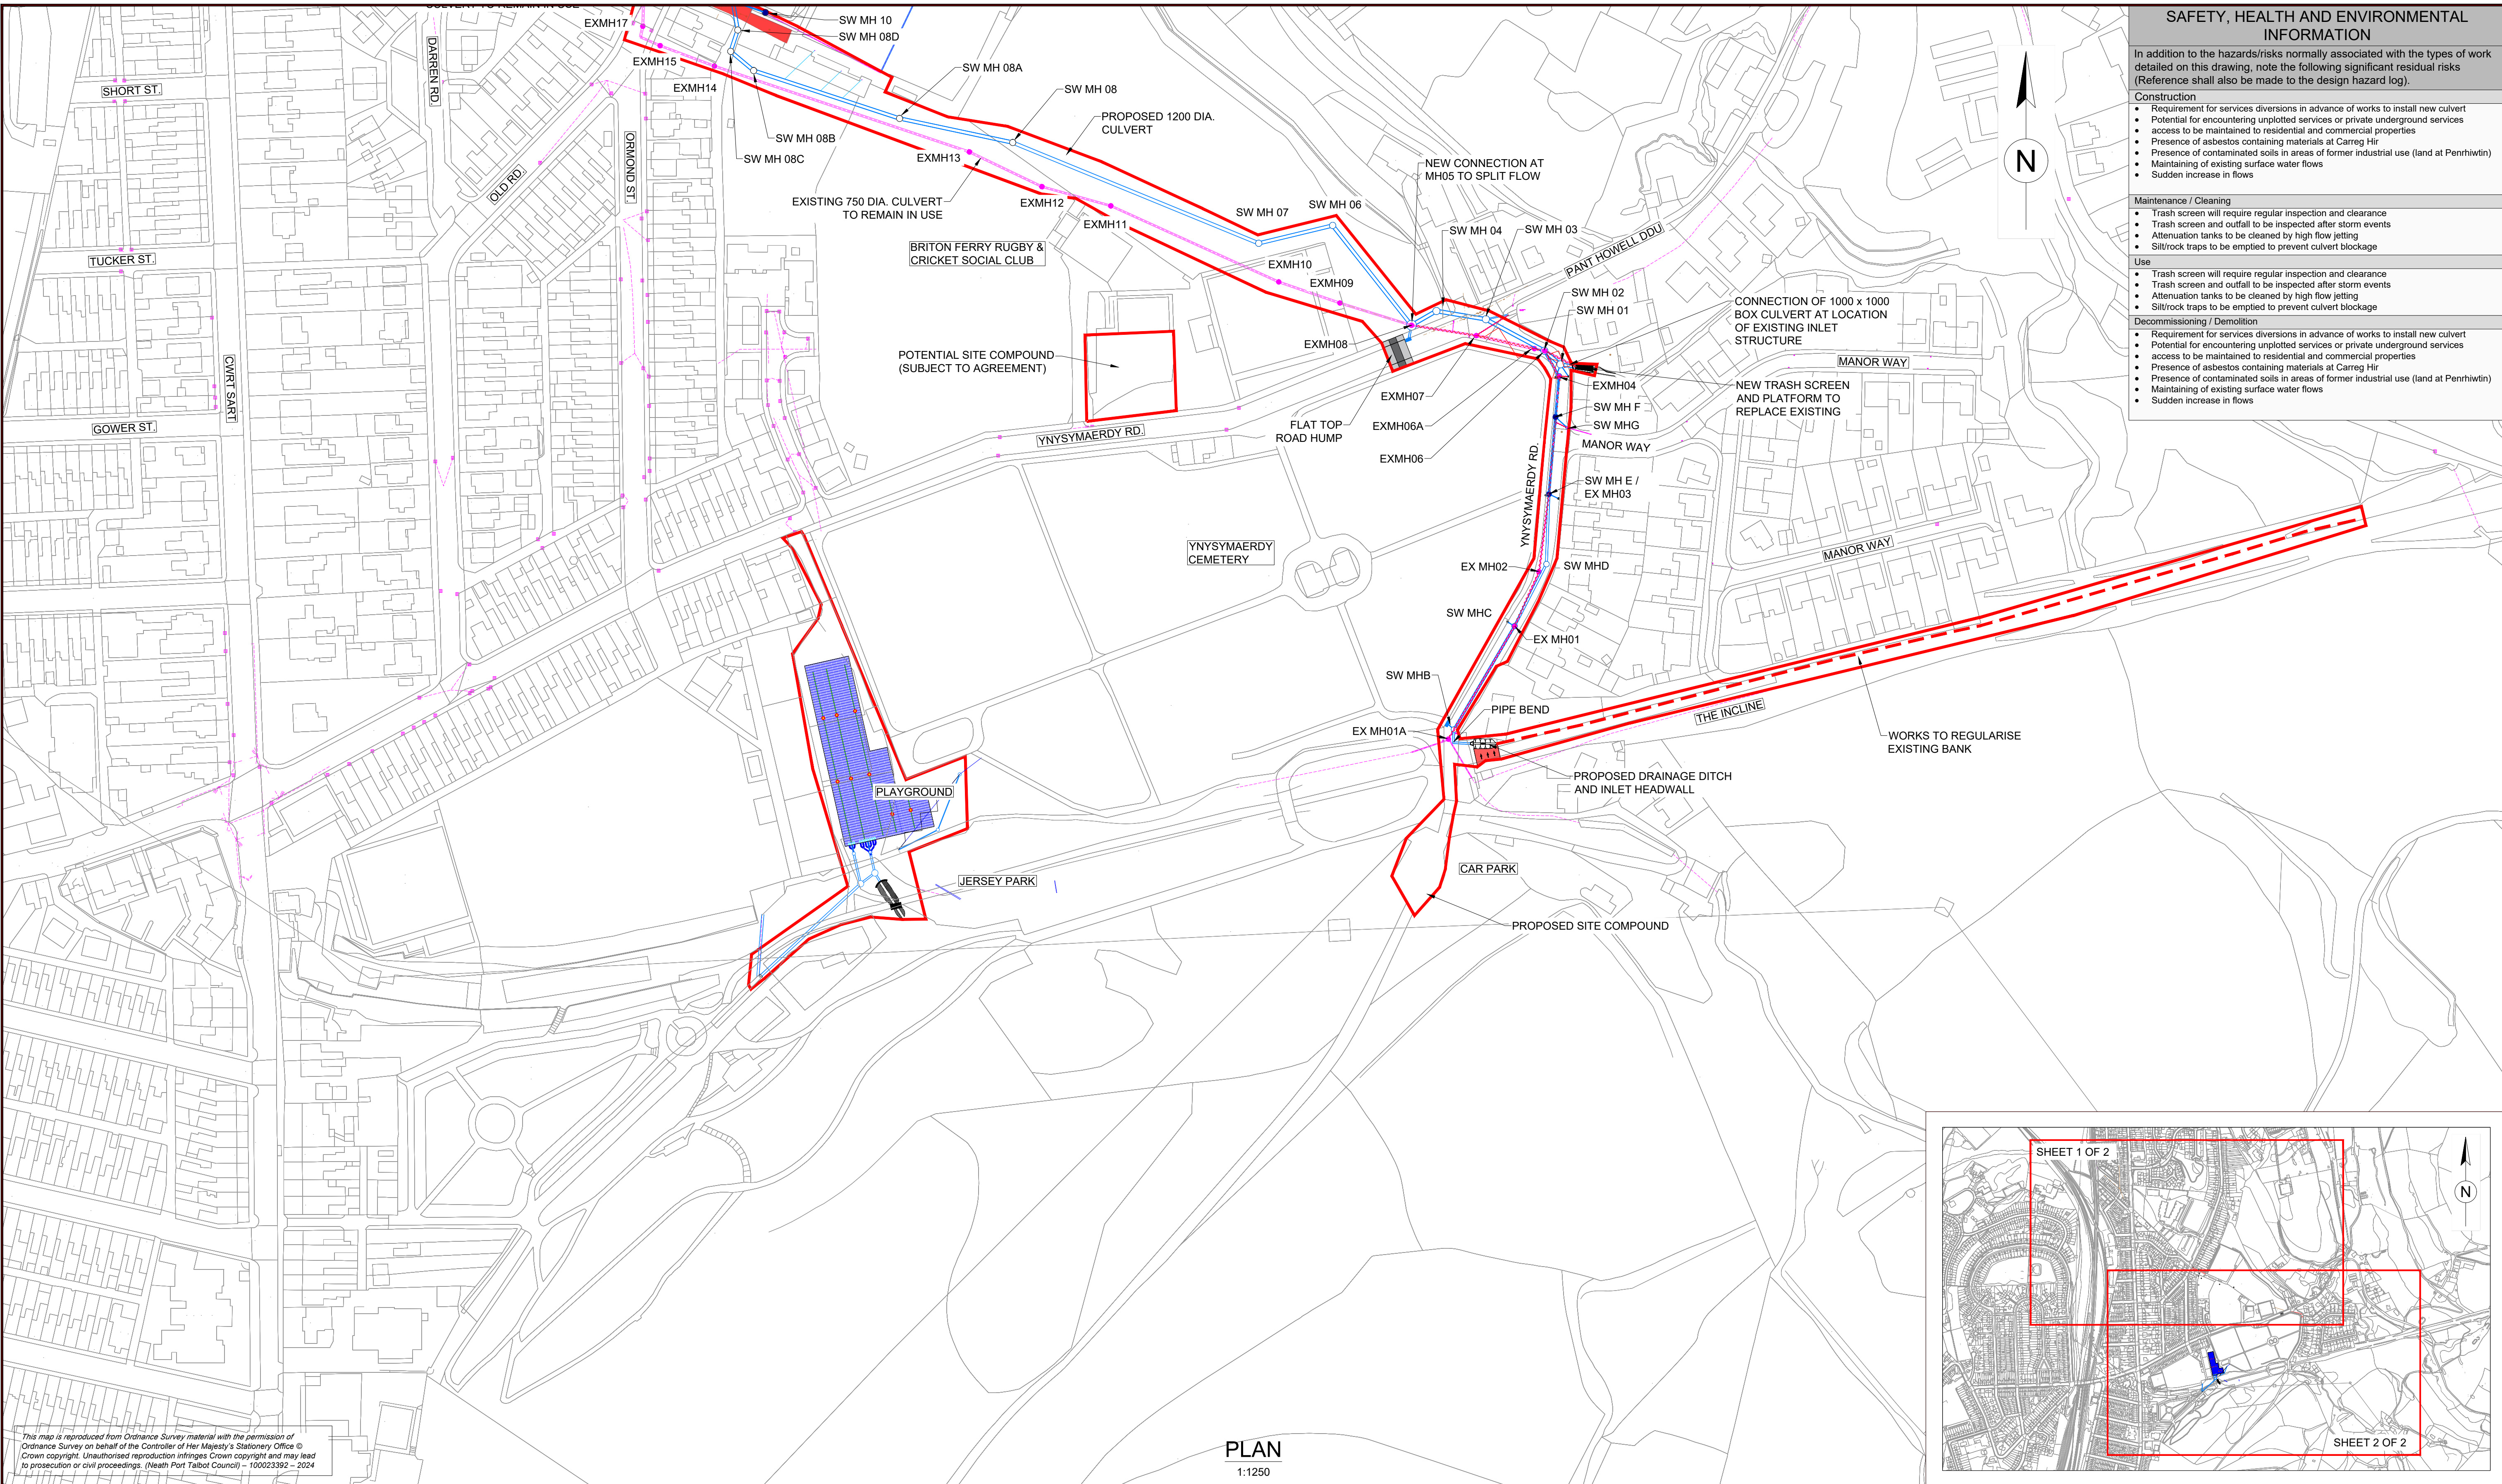 EXMH17
SW MH 10
SW MH 08D
EXMH15
EXMH14
SW MH 08A
SW MH 08
PROPOSED 1200 DIA.
CULVERT
SW MH 08B
SW MH 08C
EXMH13
EXISTING 750 DIA. CULVERT
TO REMAIN IN USE
EXMH12
EXMH11
BRITON FERRY RUGBY &
CRICKET SOCIAL CLUB
SW MH 07
SW MH 06
NEW CONNECTION AT
MH05 TO SPLIT FLOW
SW MH 04
SW MH 03
PANT HOWELL DDU
EXMH10
EXMH09
SW MH 02
SW MH 01
CONNECTION OF 1000 x 1000
BOX CULVERT AT LOCATION
OF EXISTING INLET
STRUCTURE
EXMH08
POTENTIAL SITE COMPOUND
(SUBJECT TO AGREEMENT)
MANOR WAY
EXMH04
NEW TRASH SCREEN
AND PLATFORM TO
REPLACE EXISTING
EXMH07
SW MH F
SW MHG
FLAT TOP
ROAD HUMP
EXMH06A
EXMH06
MANOR WAY
YNYSYMAERDY RD.
YNYSYMAERDY RD.
SW MH E /
EX MH03
YNYSYMAERDY
CEMETERY
MANOR WAY
EX MH02
SW MHD
SW MHC
EX MH01
SW MHB
PIPE BEND
THE INCLINE
EX MH01A
WORKS TO REGULARISE
EXISTING BANK
PROPOSED DRAINAGE DITCH
AND INLET HEADWALL
PLAYGROUND
JERSEY PARK
CAR PARK
PROPOSED SITE COMPOUND
SHORT ST.
DARREN RD.
OLD RD.
ORMOND ST.
TUCKER ST.
CWRT SART
GOWER ST.
N
SAFETY, HEALTH AND ENVIRONMENTAL
INFORMATION
In addition to the hazards/risks normally associated with the types of work
detailed on this drawing, note the following significant residual risks
(Reference shall also be made to the design hazard log).
Construction
• Requirement for services diversions in advance of works to install new culvert
• Potential for encountering unplotted services or private underground services
• access to be maintained to residential and commercial properties
• Presence of asbestos containing materials at Carreg Hir
• Presence of contaminated soils in areas of former industrial use (land at Penrhiwtin)
• Maintaining of existing surface water flows
• Sudden increase in flows
Maintenance / Cleaning
• Trash screen will require regular inspection and clearance
• Trash screen and outfall to be inspected after storm events
• Attenuation tanks to be cleaned by high flow jetting
• Silt/rock traps to be emptied to prevent culvert blockage
Use
• Trash screen will require regular inspection and clearance
• Trash screen and outfall to be inspected after storm events
• Attenuation tanks to be cleaned by high flow jetting
• Silt/rock traps to be emptied to prevent culvert blockage
Decommissioning / Demolition
• Requirement for services diversions in advance of works to install new culvert
• Potential for encountering unplotted services or private underground services
• access to be maintained to residential and commercial properties
• Presence of asbestos containing materials at Carreg Hir
• Presence of contaminated soils in areas of former industrial use (land at Penrhiwtin)
• Maintaining of existing surface water flows
• Sudden increase in flows
SHEET 1 OF 2
N
SHEET 2 OF 2
This map is reproduced from Ordnance Survey material with the permission of
Ordnance Survey on behalf of the Controller of Her Majesty's Stationery Office ©
Crown copyright. Unauthorised reproduction infringes Crown copyright and may lead
to prosecution or civil proceedings. (Neath Port Talbot Council) – 100023392 – 2024
PLAN
1:1250